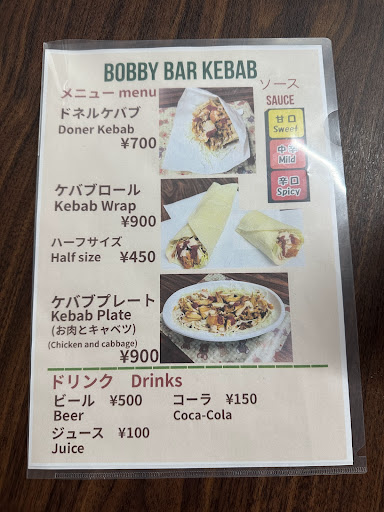 BOBBY BAR KEBAB
メニュー menu
ソース
SAUCE
ドネルケバブ
Doner Kebab
¥700
甘口
Sweet
中辛
Mild
辛口
Spicy
ケバブロール
Kebab Wrap
¥900
ハーフサイズ
Half size ¥450
ケバブプレート
Kebab Plate
(お肉とキャベツ)
(Chicken and cabbage)
¥900
ドリンク Drinks
ビール ¥500
Beer
コーラ ¥150
Coca-Cola
ジュース ¥100
Juice